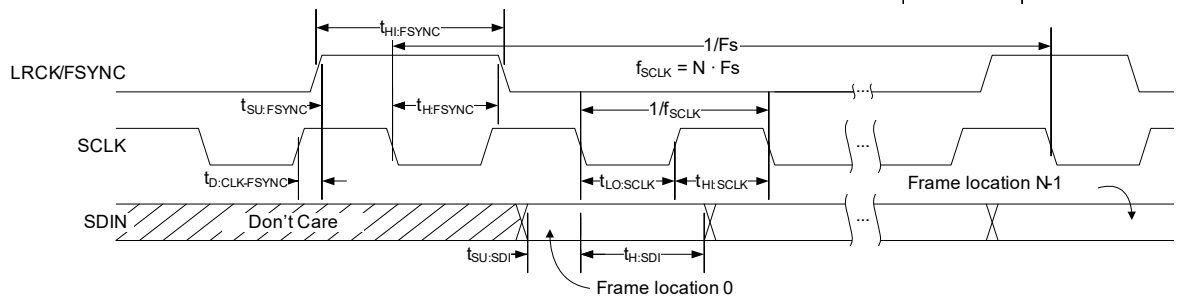 tHI:FSYNC
1/Fs
LRCK/FSYNC
fSCLK = N · Fs
...
tSU:FSYNC
tH:FSYNC
1/fSCLK
SCLK
...
tD:CLK-FSYNC
tLO:SCLK
tHI:SCLK
Frame location N-1
SDIN
Don't Care
...
tSU:SDI
tH:SDI
Frame location 0